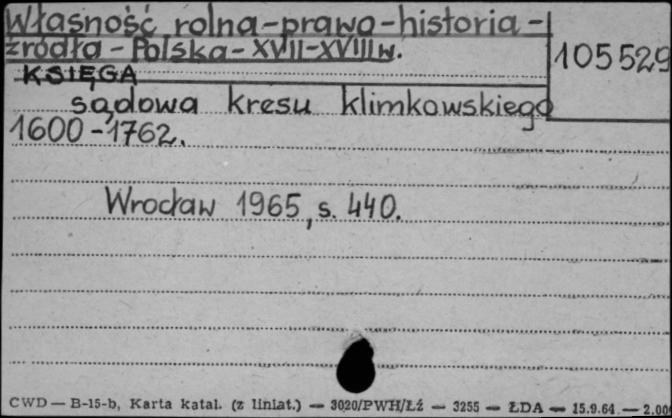 Własność rolna-prawo-historia-
źródła-Polska-XVII-XVIII w.
105529
KSIĘGA
sądowa kresu klimkowskiego
1600-1762.
Wrocław 1965, s. 440.
CWD — B-15-b, Karta katal. (z liniat.) — 3020/PWH/Łź — 3255 — ŁDA — 15.9.64 — 2.00